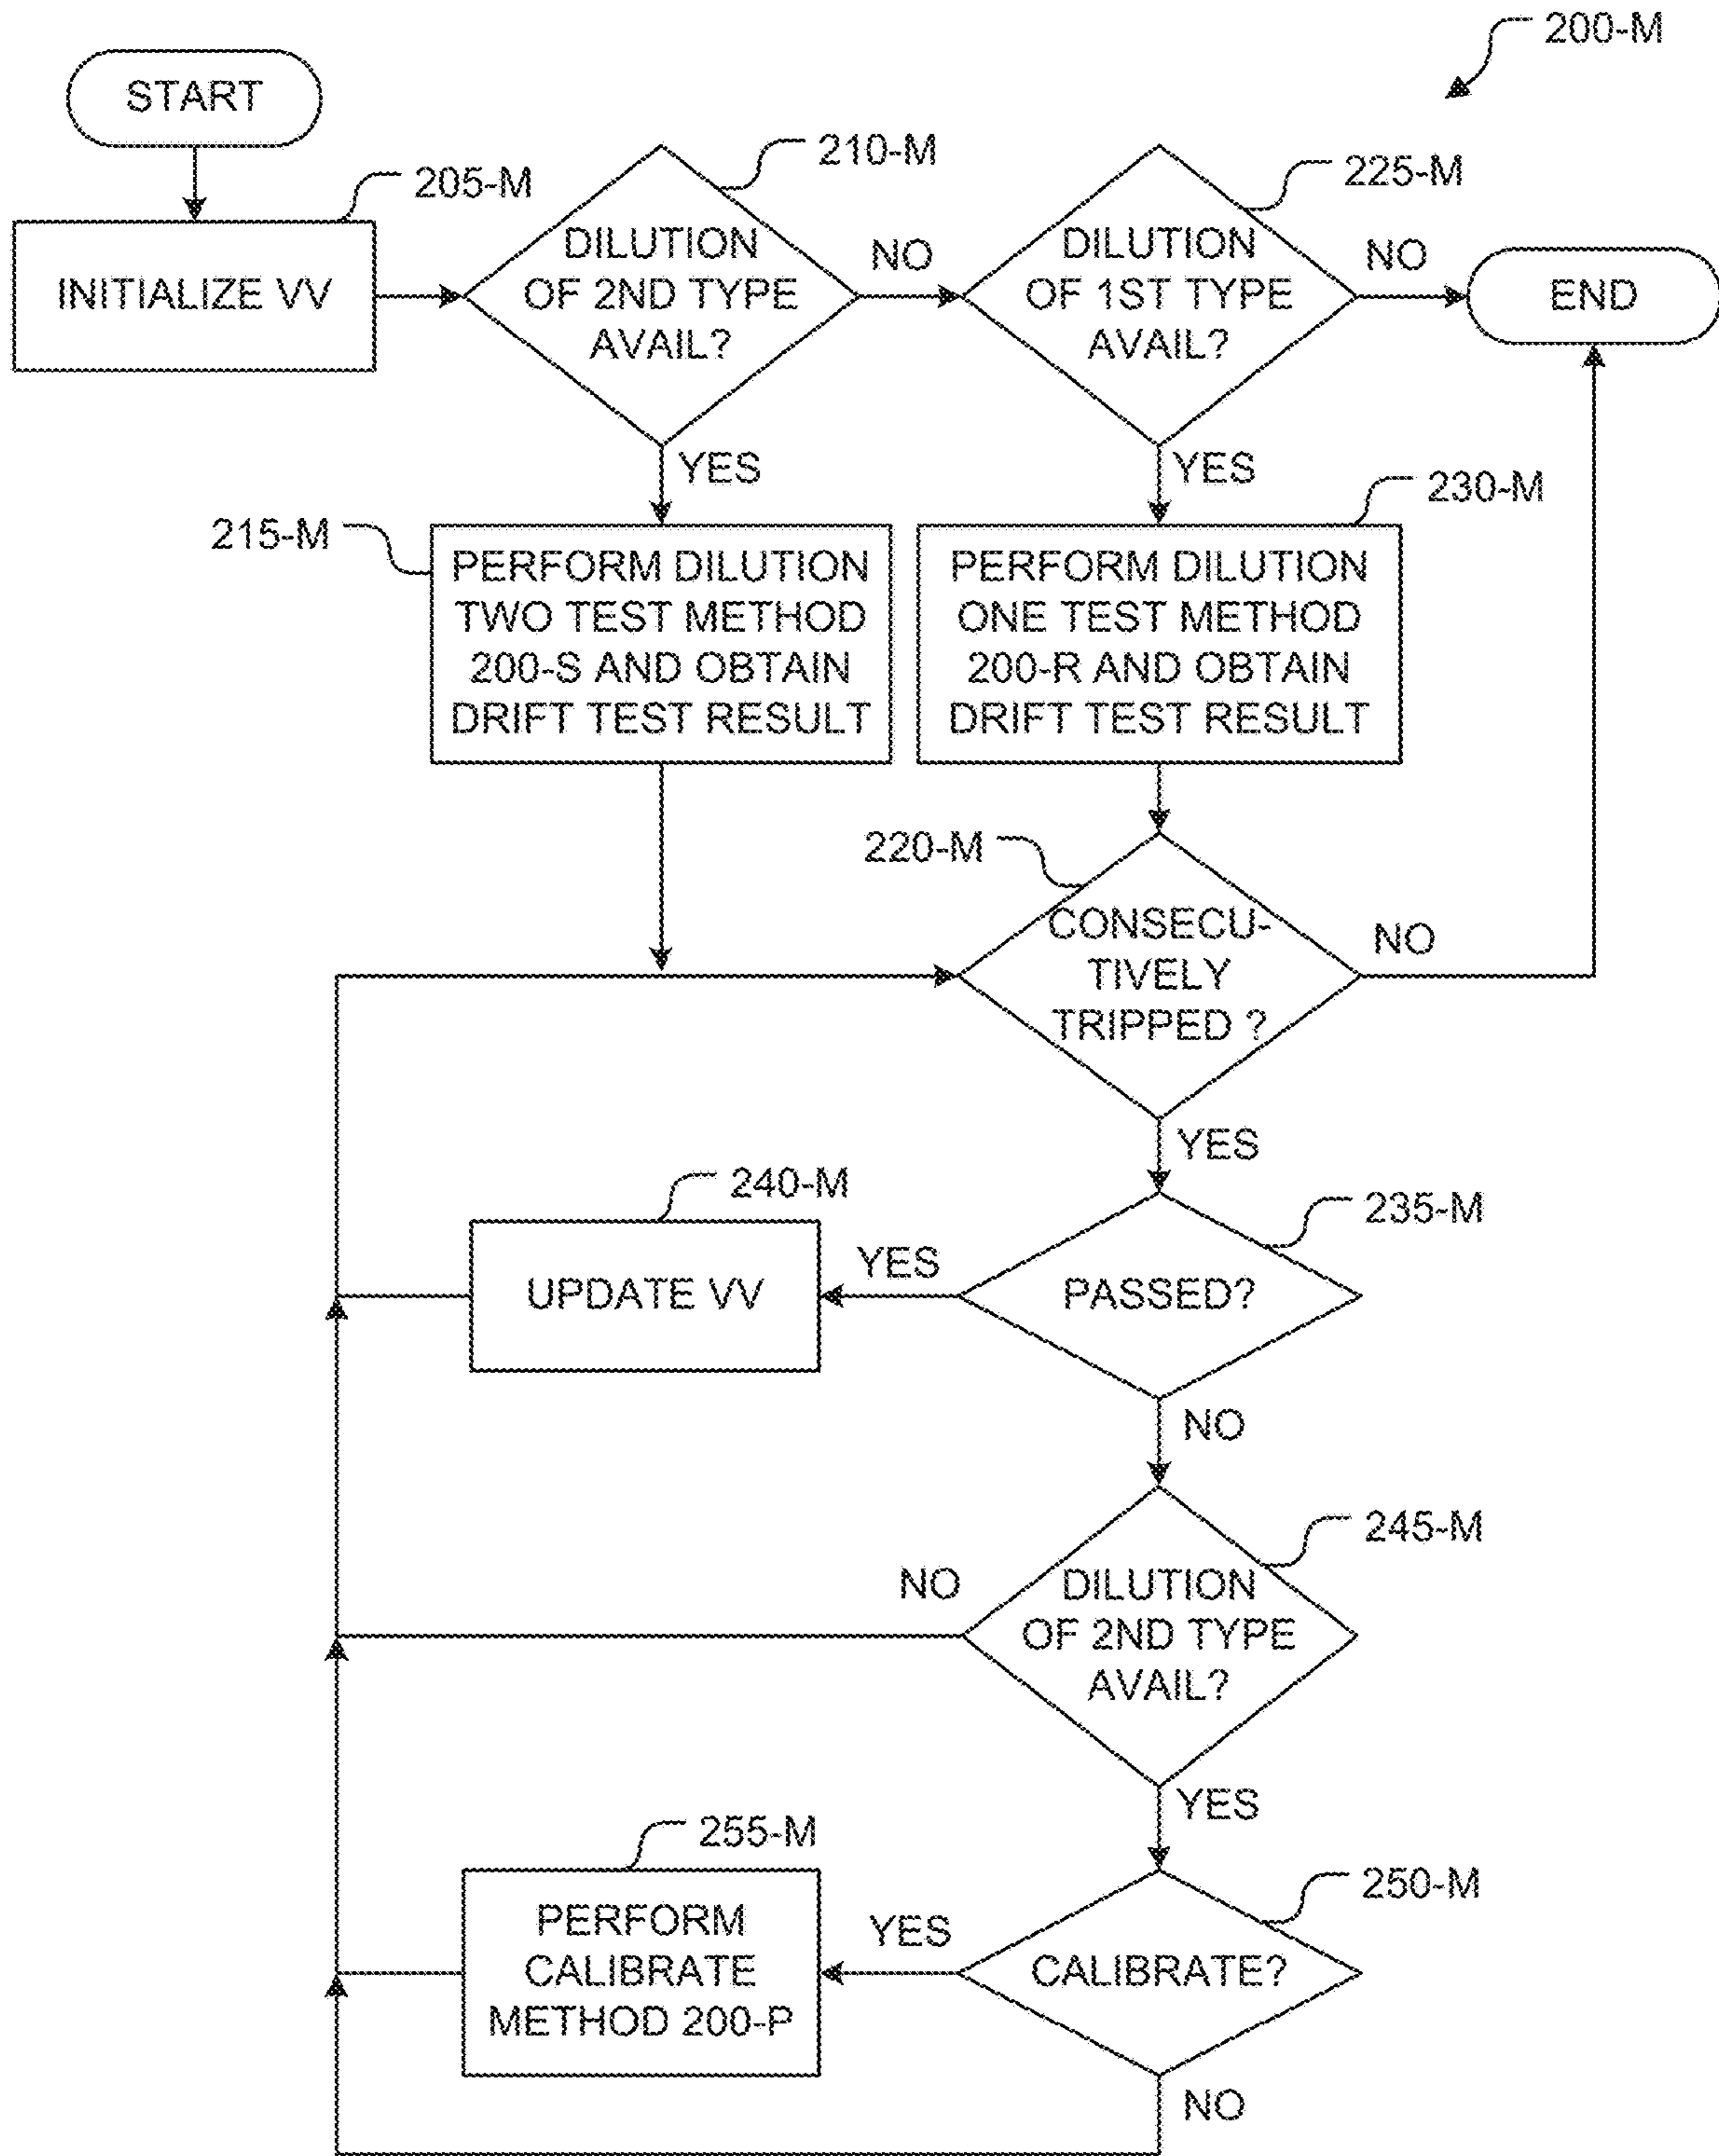 200-M
START
205-M
210-M
225-M
INITIALIZE VV
DILUTION
OF 2ND TYPE
AVAIL?
NO
DILUTION
OF 1ST TYPE
AVAIL?
NO
END
YES
YES
215-M
230-M
PERFORM DILUTION
TWO TEST METHOD
200-S AND OBTAIN
DRIFT TEST RESULT
PERFORM DILUTION
ONE TEST METHOD
200-R AND OBTAIN
DRIFT TEST RESULT
220-M
CONSECU-
TIVELY
TRIPPED ?
NO
YES
240-M
235-M
UPDATE VV
YES
PASSED?
NO
245-M
NO
DILUTION
OF 2ND TYPE
AVAIL?
YES
255-M
250-M
PERFORM
CALIBRATE
METHOD 200-P
YES
CALIBRATE?
NO